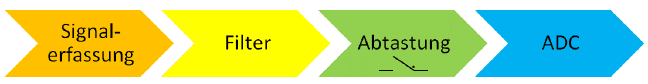 Signal-
erfassung
Filter
Abtastung
ADC